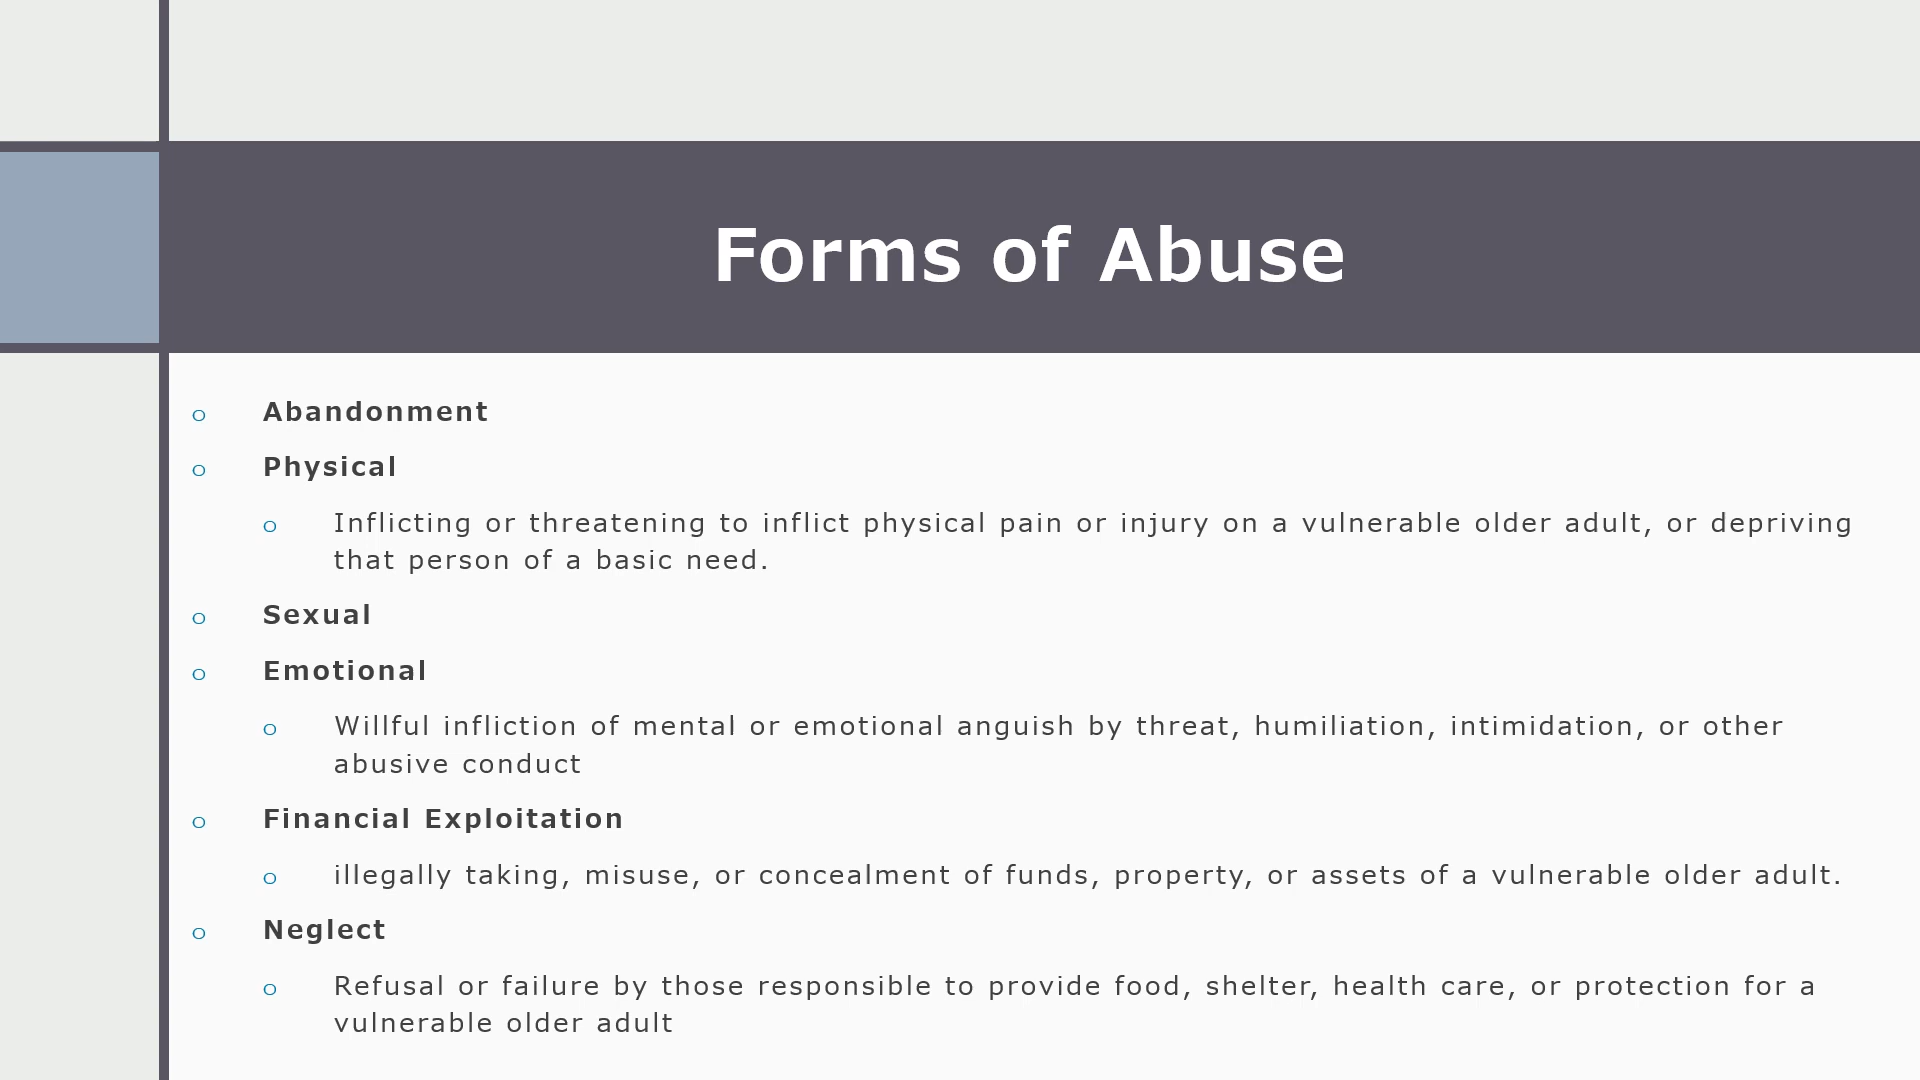 Forms of Abuse
o Abandonment
o Physical
o Inflicting or threatening to inflict physical pain or injury on a vulnerable older adult, or depriving
that person of a basic need.
o Sexual
o Emotional
o Willful infliction of mental or emotional anguish by threat, humiliation, intimidation, or other
abusive conduct
o Financial Exploitation
o illegally taking, misuse, or concealment of funds, property, or assets of a vulnerable older adult.
o Neglect
o Refusal or failure by those responsible to provide food, shelter, health care, or protection for a
vulnerable older adult